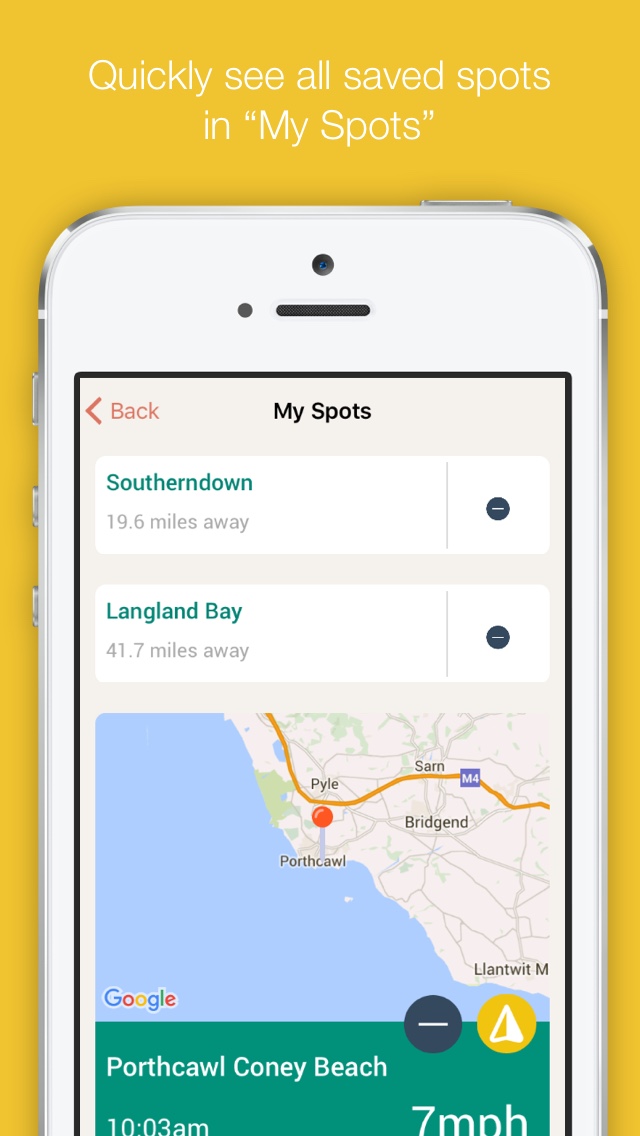 Quickly see all saved spots
in “My Spots”
Back
My Spots
Southerndown
19.6 miles away
Langland Bay
41.7 miles away
Sarn
M4
Pyle
Bridgend
Porthcawl
Llantwit M
Google
Porthcawl Coney Beach
10:03am
7mph